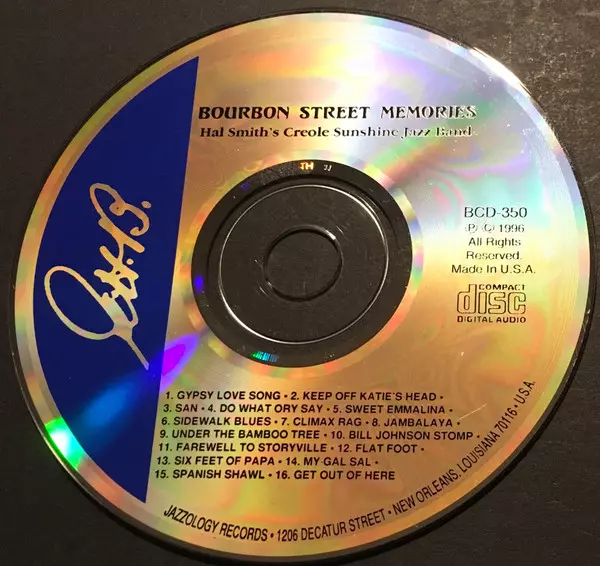 BOURBON STREET MEMORIES
Hal Smith's Creole Sunshine Jazz Band
TH
G.H.B.
BCD-350
℗ © 1996
All Rights
Reserved.
Made In U.S.A.
COMPACT
disc
DIGITAL AUDIO
1. GYPSY LOVE SONG • 2. KEEP OFF KATIE'S HEAD •
3. SAN • 4. DO WHAT ORY SAY • 5. SWEET EMMALINA •
6. SIDEWALK BLUES • 7. CLIMAX RAG • 8. JAMBALAYA •
9. UNDER THE BAMBOO TREE • 10. BILL JOHNSON STOMP •
11. FAREWELL TO STORYVILLE • 12. FLAT FOOT •
13. SIX FEET OF PAPA • 14. MY GAL SAL •
15. SPANISH SHAWL • 16. GET OUT OF HERE
JAZZOLOGY RECORDS • 1206 DECATUR STREET • NEW ORLEANS, LOUISIANA 70116 • U.S.A.